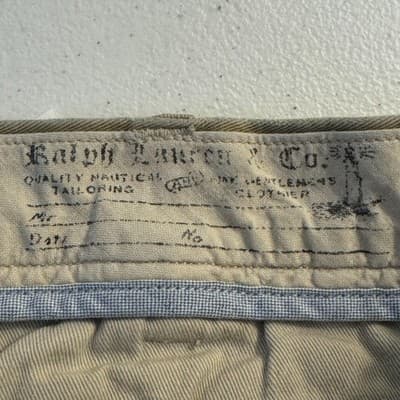 Ralph Lauren & Co.
QUALITY NAUTICAL GENTLEMENS
TAILORING CLOTHIER
Mr
Date No